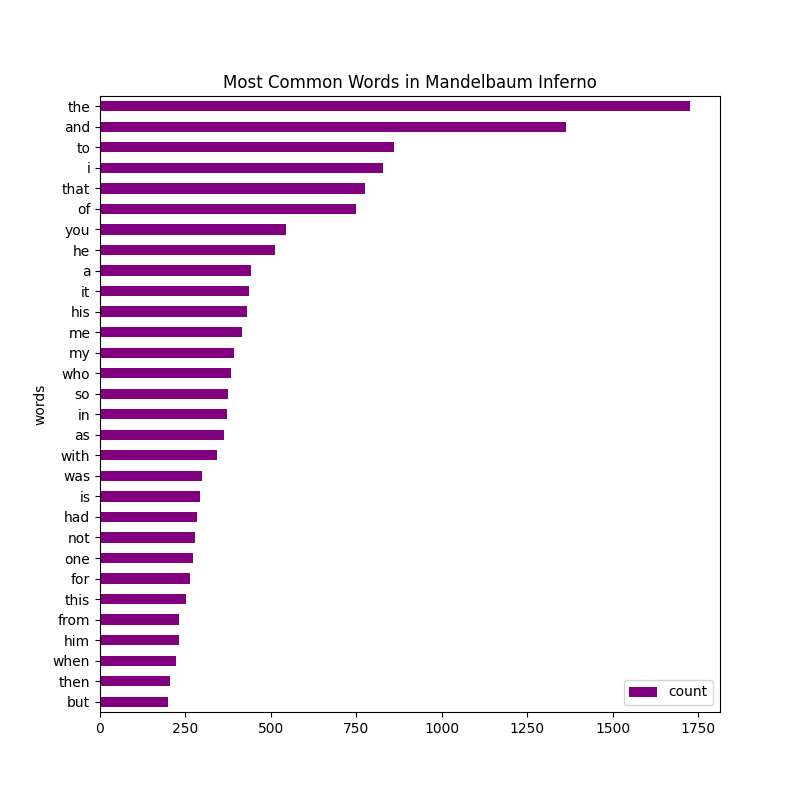 Most Common Words in Mandelbaum Inferno
the
and
to
i
that
of
you
he
a
it
his
me
my
who
so
in
as
with
was
is
had
not
one
for
this
from
him
when
then
but
words
count
0 250 500 750 1000 1250 1500 1750